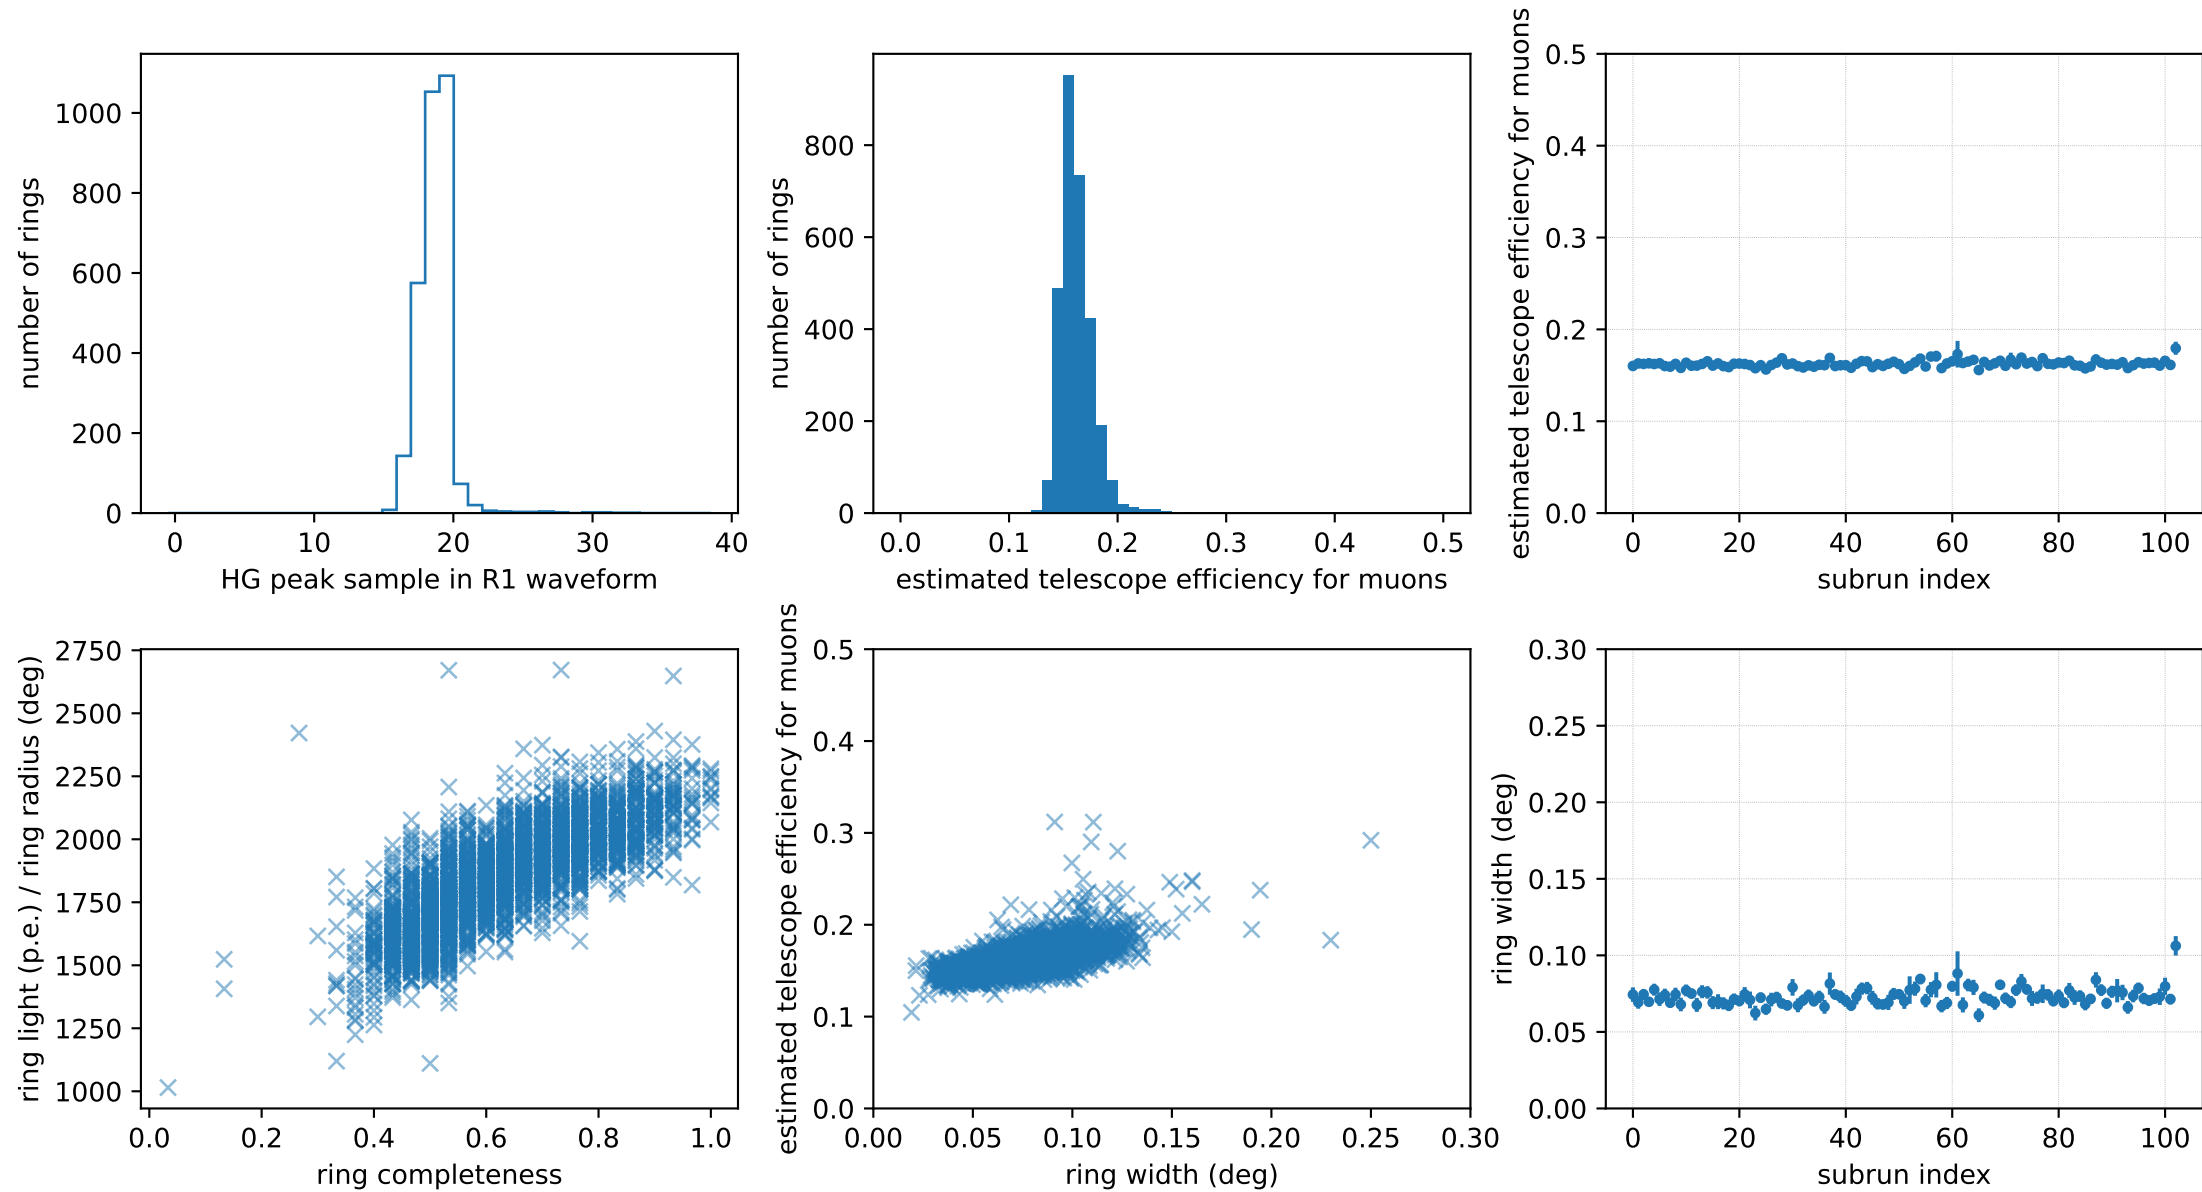 number of rings
1000
800
600
400
200
0
0 10 20 30 40
HG peak sample in R1 waveform
number of rings
800
600
400
200
0
0.0 0.1 0.2 0.3 0.4 0.5
estimated telescope efficiency for muons
estimated telescope efficiency for muons
0.5
0.4
0.3
0.2
0.1
0.0
0 20 40 60 80 100
subrun index
ring light (p.e.) / ring radius (deg)
2750
2500
2250
2000
1750
1500
1250
1000
0.0 0.2 0.4 0.6 0.8 1.0
ring completeness
estimated telescope efficiency for muons
0.5
0.4
0.3
0.2
0.1
0.0
0.00 0.05 0.10 0.15 0.20 0.25 0.30
ring width (deg)
ring width (deg)
0.30
0.25
0.20
0.15
0.10
0.05
0.00
0 20 40 60 80 100
subrun index